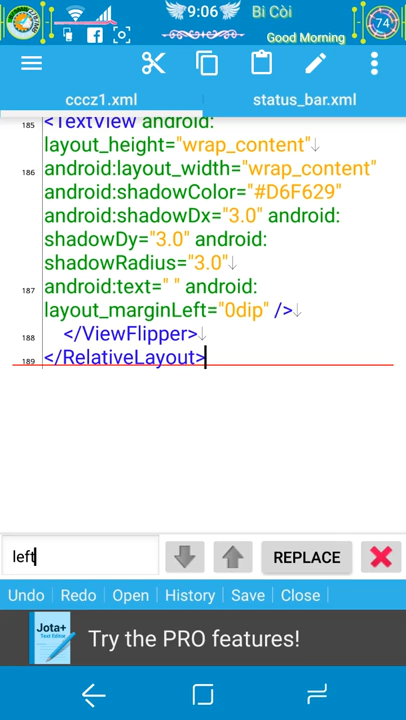 9:06
Bi Còi
Good Morning
74
cccz1.xml
status_bar.xml
185 <TextView android:
layout_height="wrap_content"↓
186 android:layout_width="wrap_content"
android:shadowColor="#D6F629"
android:shadowDx="3.0" android:
shadowDy="3.0" android:
shadowRadius="3.0"↓
187 android:text=" " android:
layout_marginLeft="0dip" />↓
188 </ViewFlipper>↓
189 </RelativeLayout>
left
REPLACE
Undo | Redo | Open | History | Save | Close |
Jota+
Text Editor
Try the PRO features!